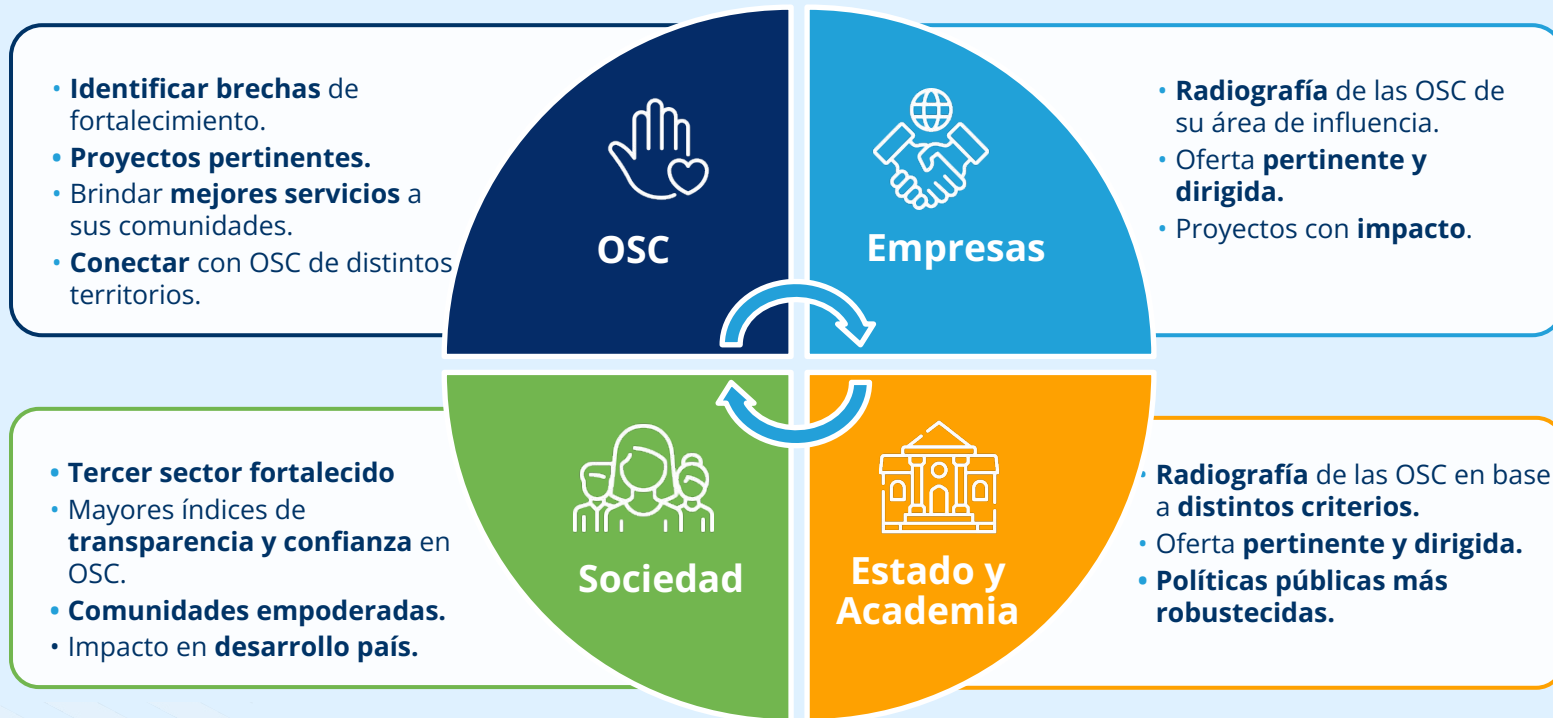 • Identificar brechas de
fortalecimiento.
• Proyectos pertinentes.
• Brindar mejores servicios a
sus comunidades.
• Conectar con OSC de distintos
territorios.
OSC
Empresas
• Radiografía de las OSC de
su área de influencia.
• Oferta pertinente y
dirigida.
• Proyectos con impacto.
• Tercer sector fortalecido
• Mayores índices de
transparencia y confianza en
OSC.
• Comunidades empoderadas.
• Impacto en desarrollo país.
Sociedad
Estado y
Academia
• Radiografía de las OSC en base
a distintos criterios.
• Oferta pertinente y dirigida.
• Políticas públicas más
robustecidas.